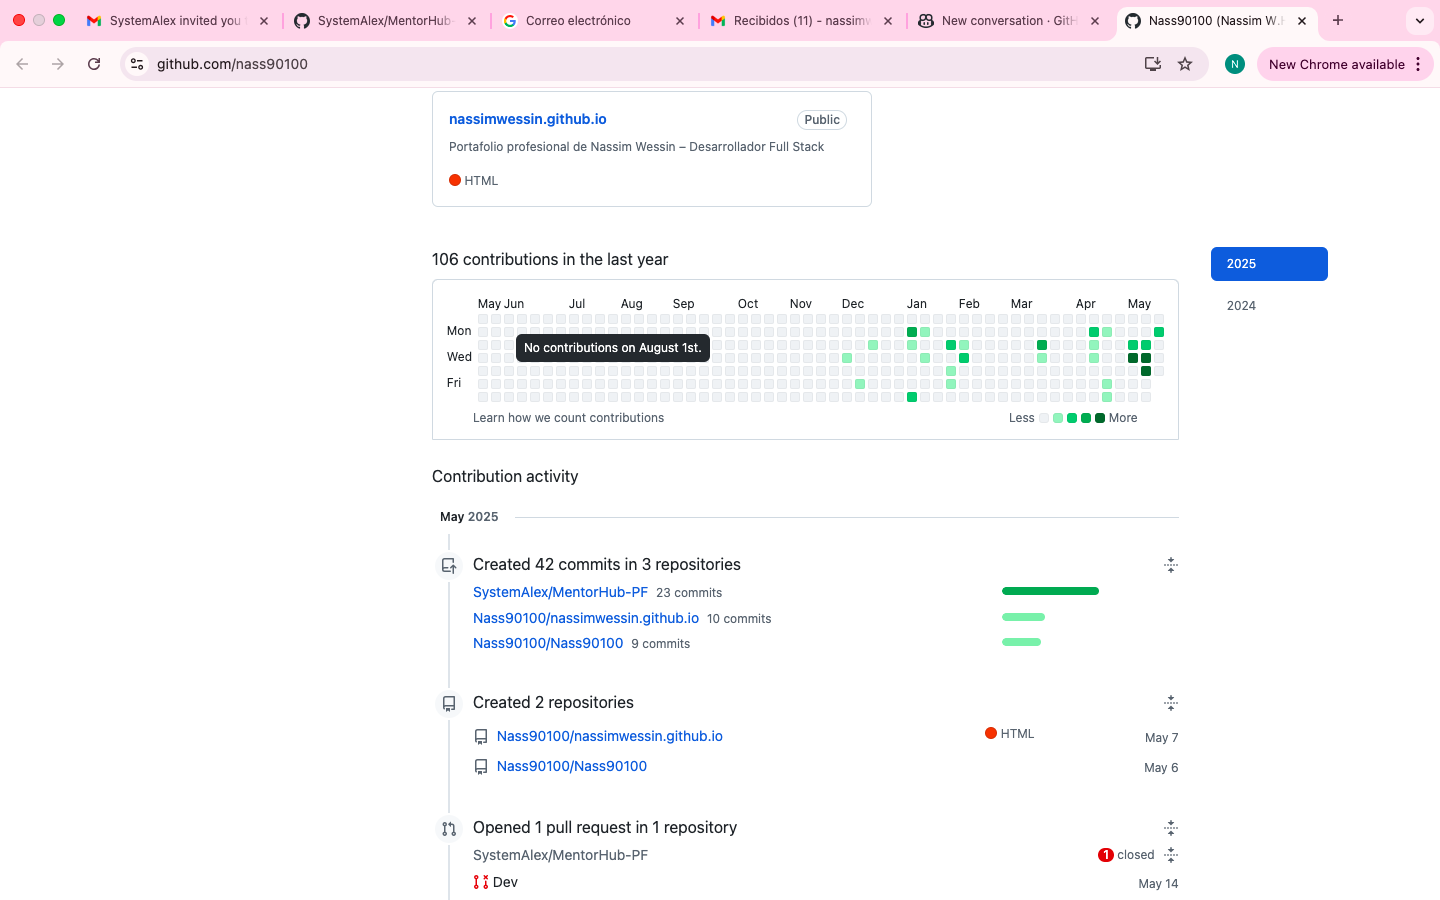 SystemAlex invited you
SystemAlex/MentorHub-
Correo electrónico
Recibidos (11) - nassimw
New conversation · GitH
Nass90100 (Nassim W.H
github.com/nass90100
N
New Chrome available
nassimwessin.github.io
Public
Portafolio profesional de Nassim Wessin – Desarrollador Full Stack
HTML
106 contributions in the last year
2025
2024
May Jun Jul Aug Sep Oct Nov Dec Jan Feb Mar Apr May
Mon
No contributions on August 1st.
Wed
Fri
Learn how we count contributions
Less More
Contribution activity
May 2025
Created 42 commits in 3 repositories
SystemAlex/MentorHub-PF 23 commits
Nass90100/nassimwessin.github.io 10 commits
Nass90100/Nass90100 9 commits
Created 2 repositories
Nass90100/nassimwessin.github.io HTML May 7
Nass90100/Nass90100 May 6
Opened 1 pull request in 1 repository
SystemAlex/MentorHub-PF 1 closed
Dev May 14